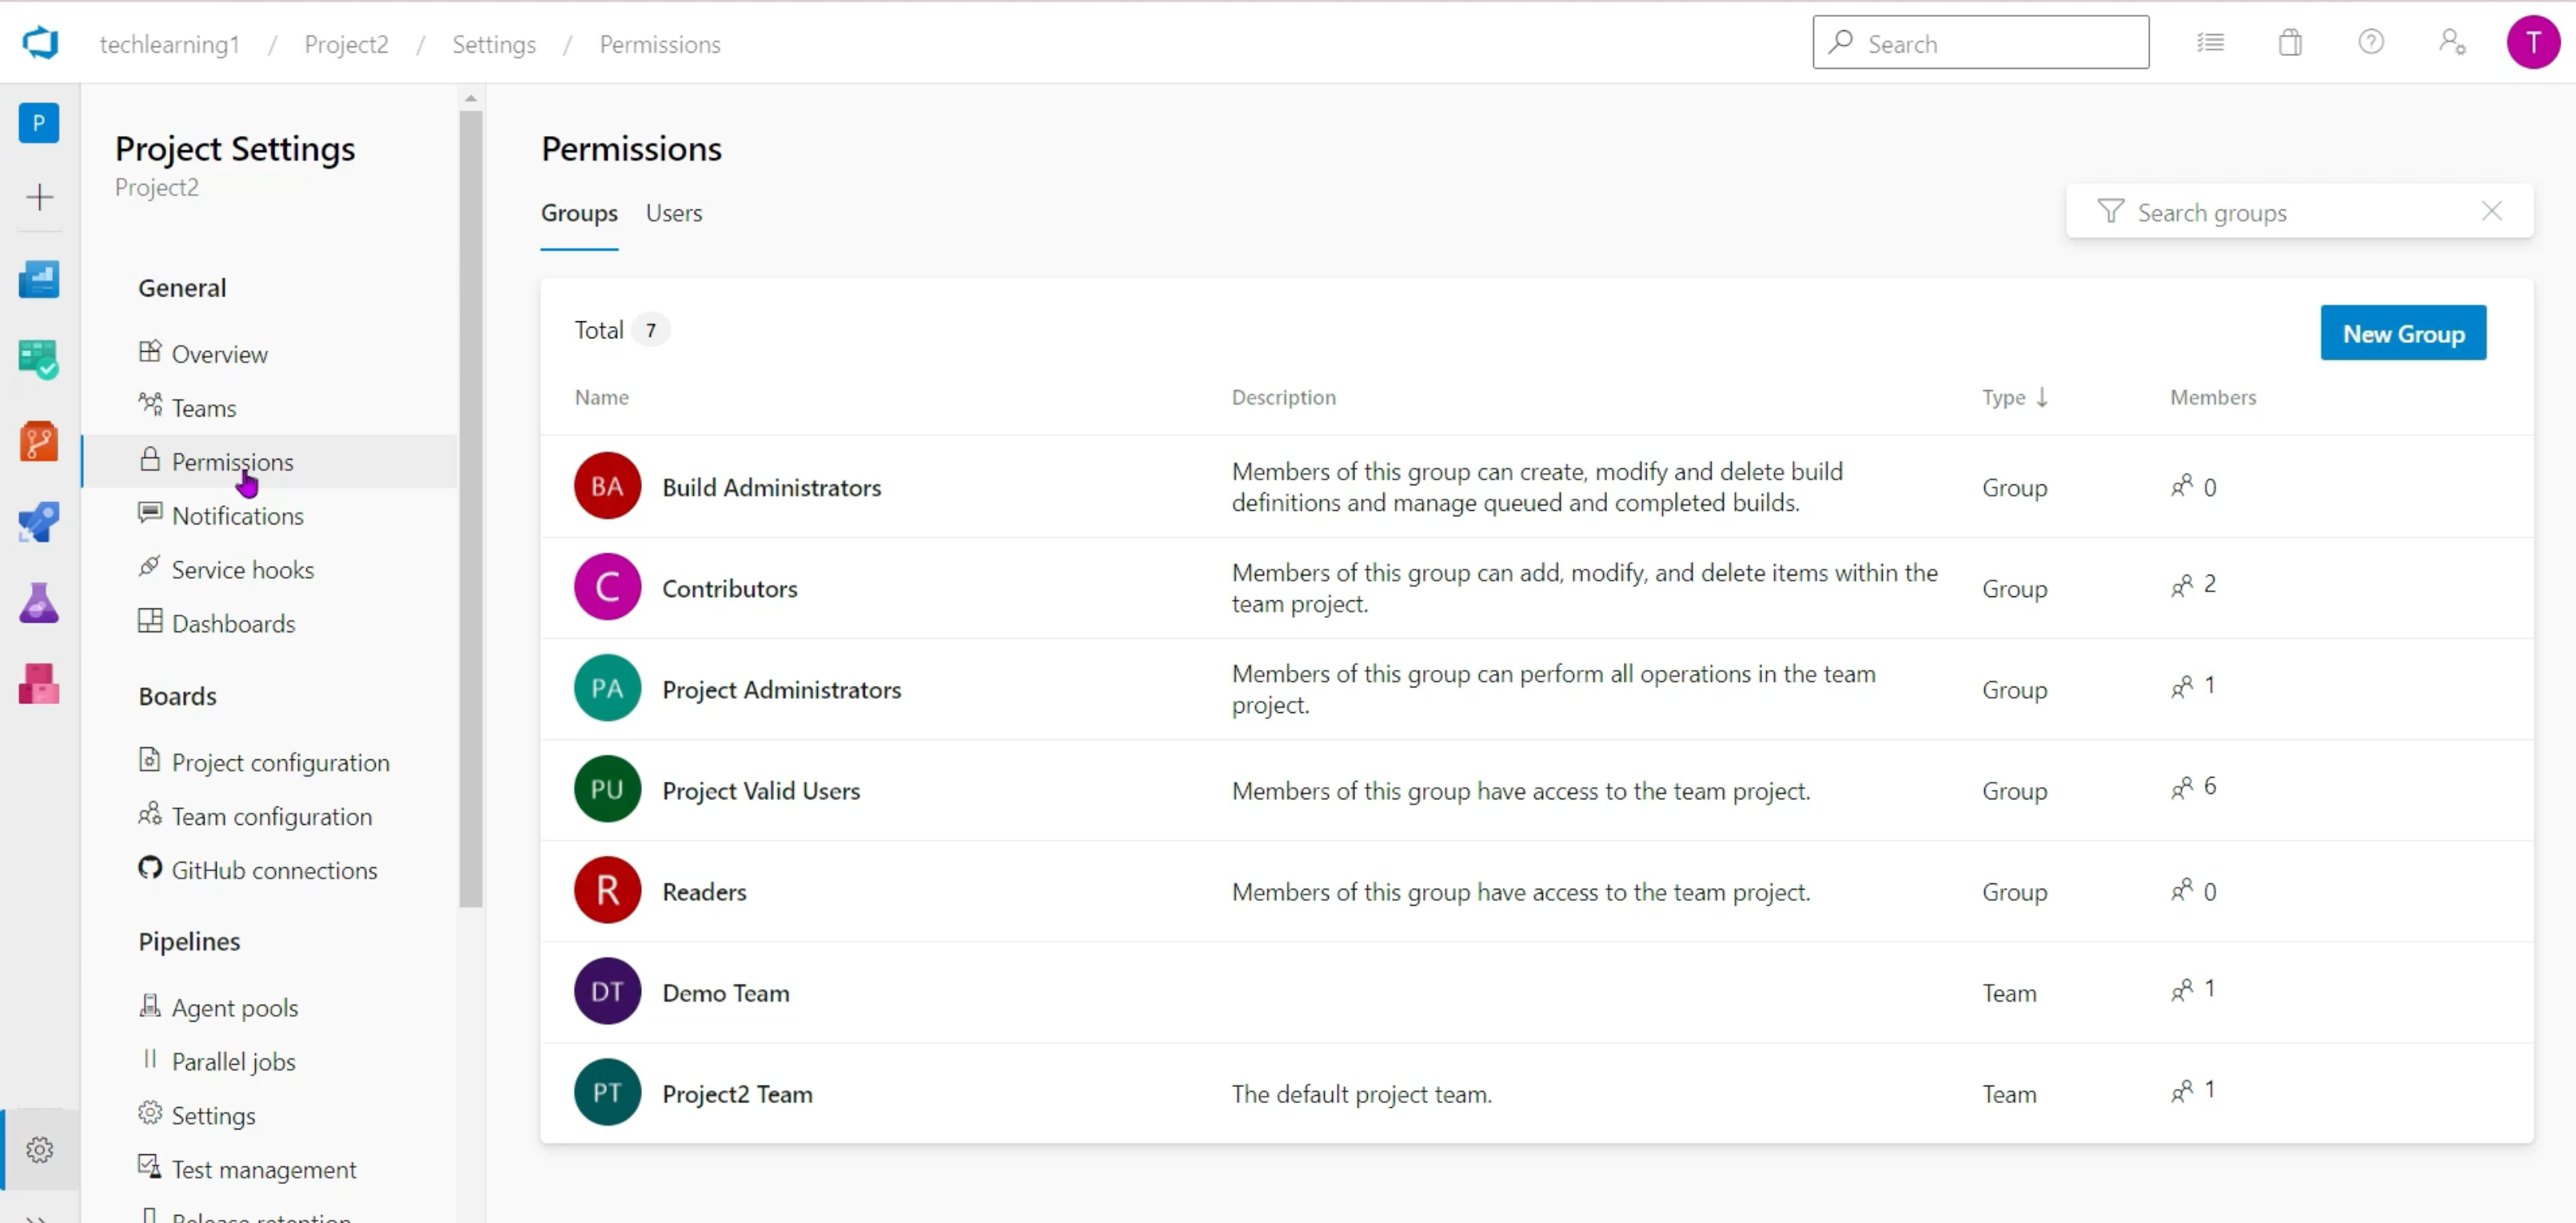 techlearning1 / Project2 / Settings / Permissions
Search
T
P
Project Settings
Project2
General
Overview
Teams
Permissions
Notifications
Service hooks
Dashboards
Boards
Project configuration
Team configuration
GitHub connections
Pipelines
Agent pools
Parallel jobs
Settings
Test management
Release retention
Permissions
Groups Users
Search groups
Total 7
New Group
Name Description Type Members
BA Build Administrators
Members of this group can create, modify and delete build
definitions and manage queued and completed builds.
Group 0
C Contributors
Members of this group can add, modify, and delete items within the
team project.
Group 2
PA Project Administrators
Members of this group can perform all operations in the team
project.
Group 1
PU Project Valid Users Members of this group have access to the team project. Group 6
R Readers Members of this group have access to the team project. Group 0
DT Demo Team Team 1
PT Project2 Team The default project team. Team 1